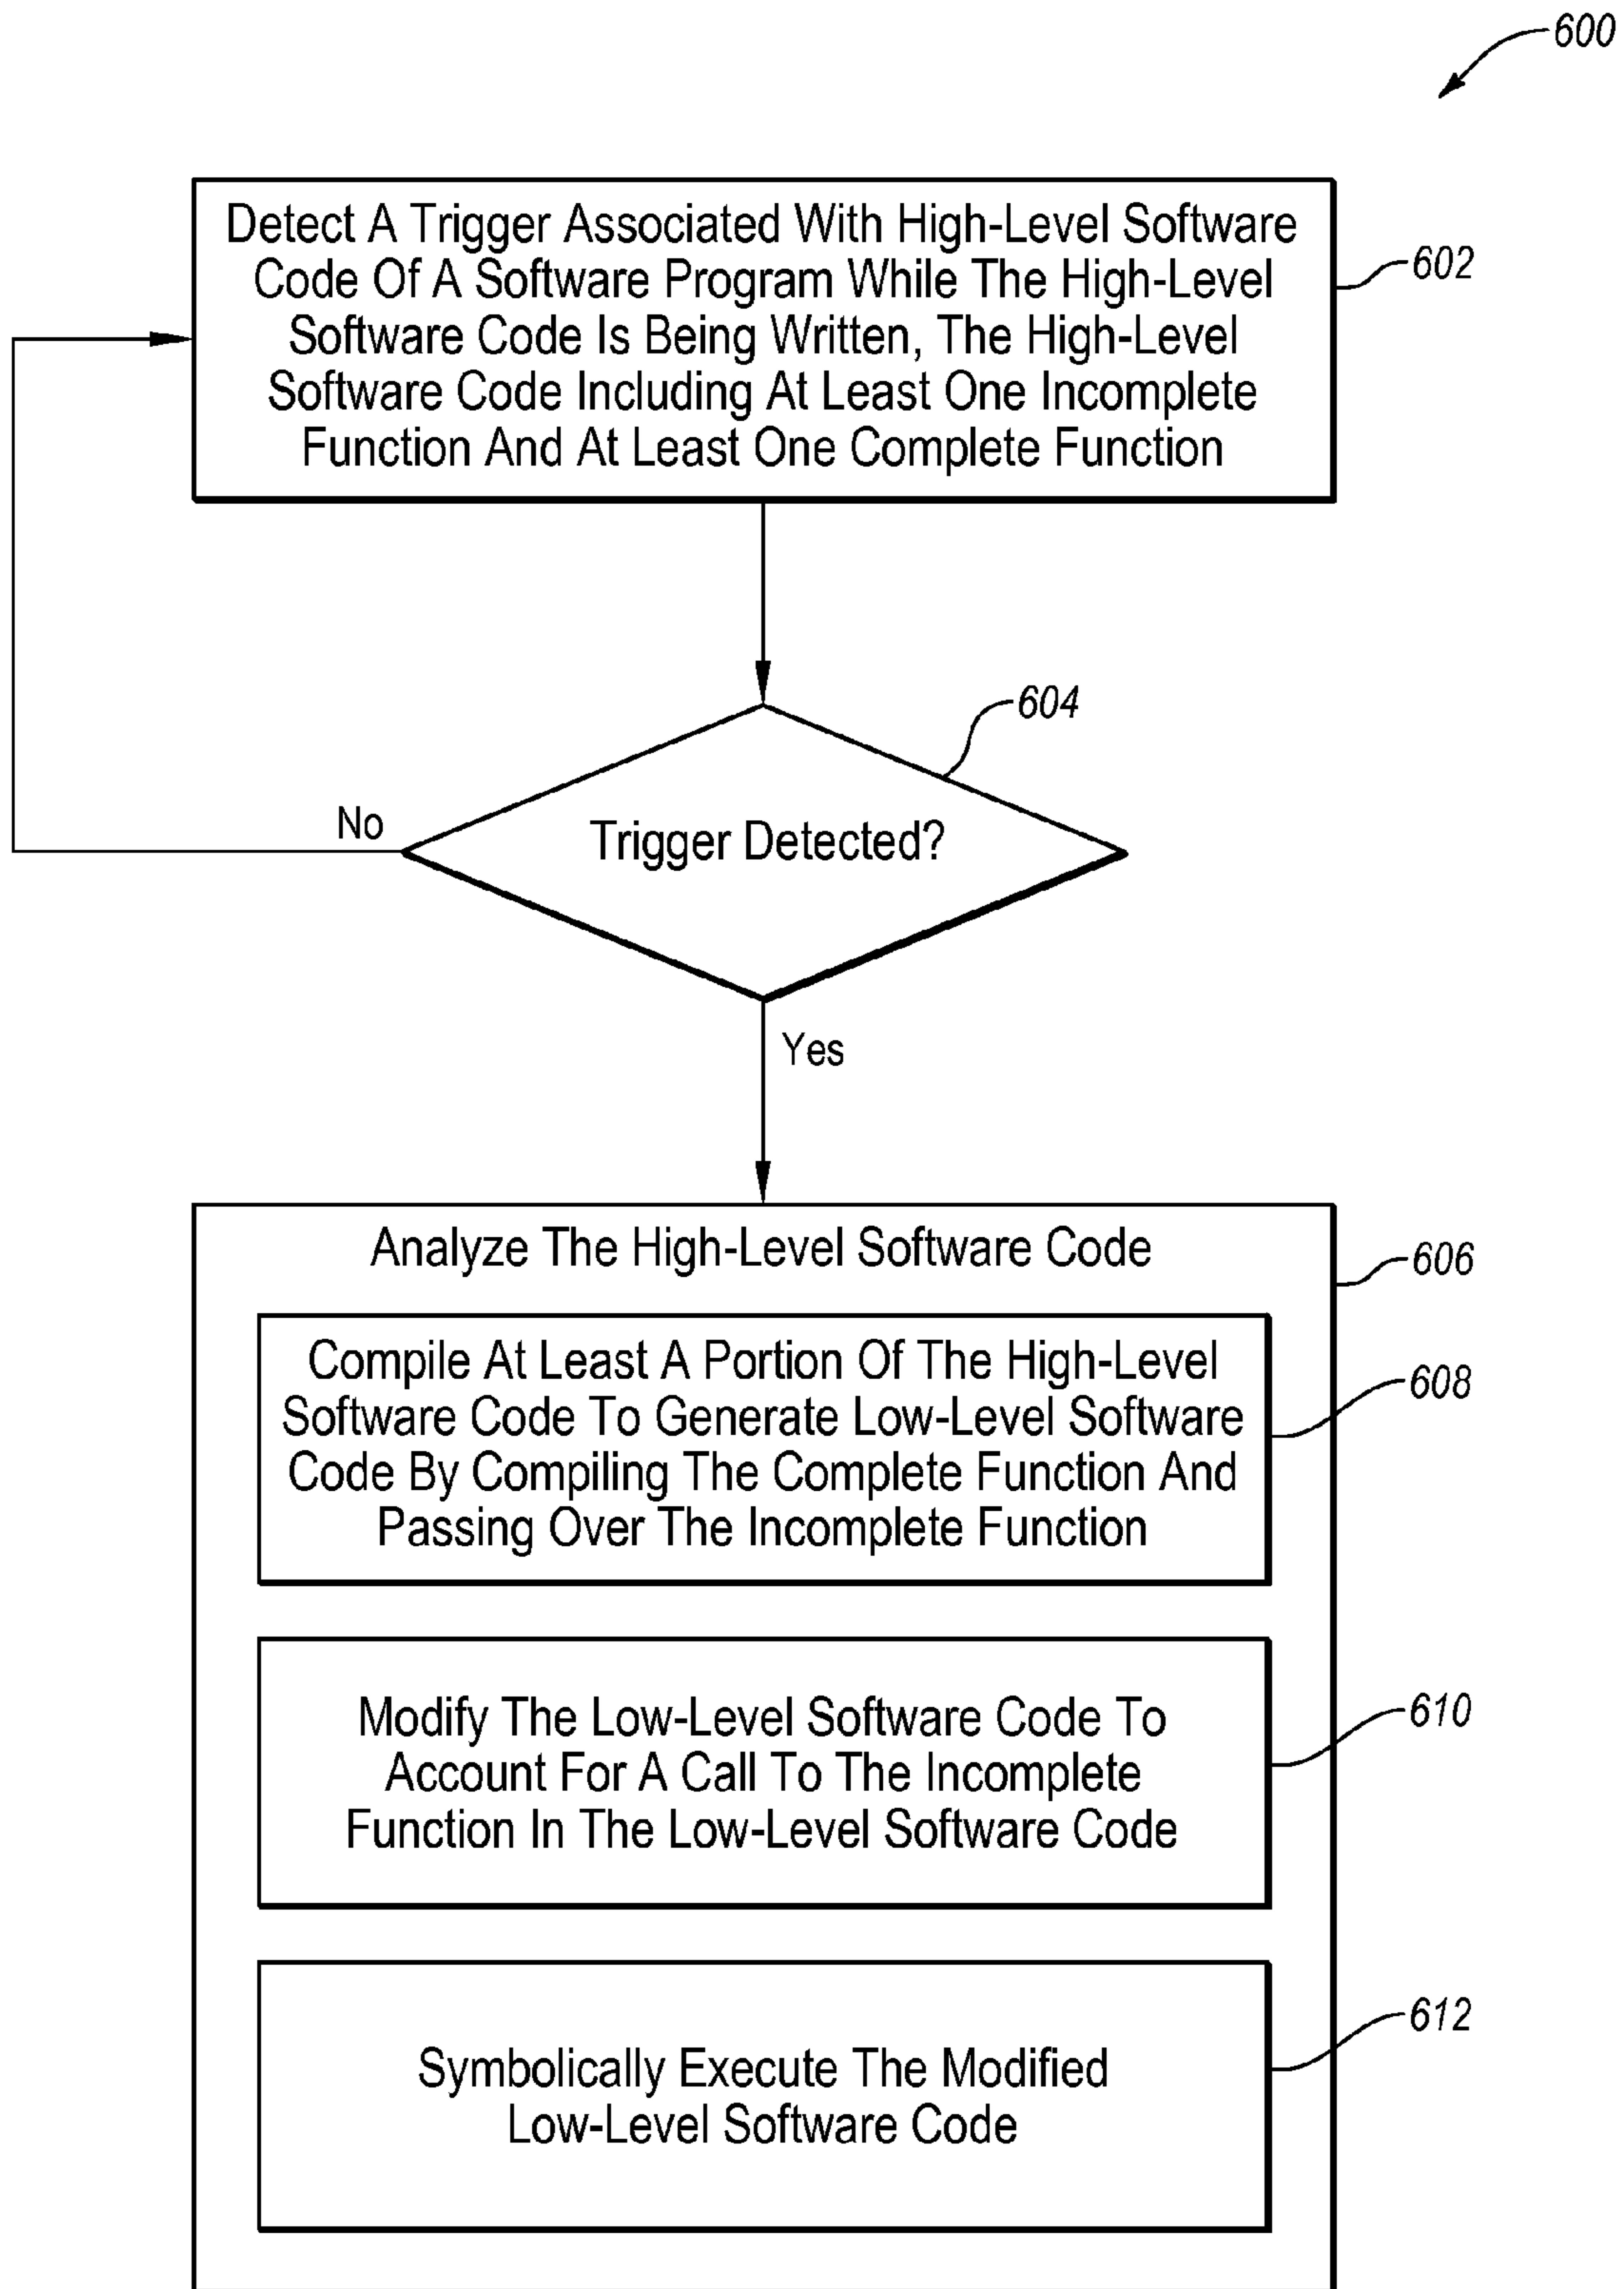 600
Detect A Trigger Associated With High-Level Software
Code Of A Software Program While The High-Level
Software Code Is Being Written, The High-Level
Software Code Including At Least One Incomplete
Function And At Least One Complete Function
602
604
Trigger Detected?
No
Yes
Analyze The High-Level Software Code
606
Compile At Least A Portion Of The High-Level
Software Code To Generate Low-Level Software
Code By Compiling The Complete Function And
Passing Over The Incomplete Function
608
Modify The Low-Level Software Code To
Account For A Call To The Incomplete
Function In The Low-Level Software Code
610
Symbolically Execute The Modified
Low-Level Software Code
612